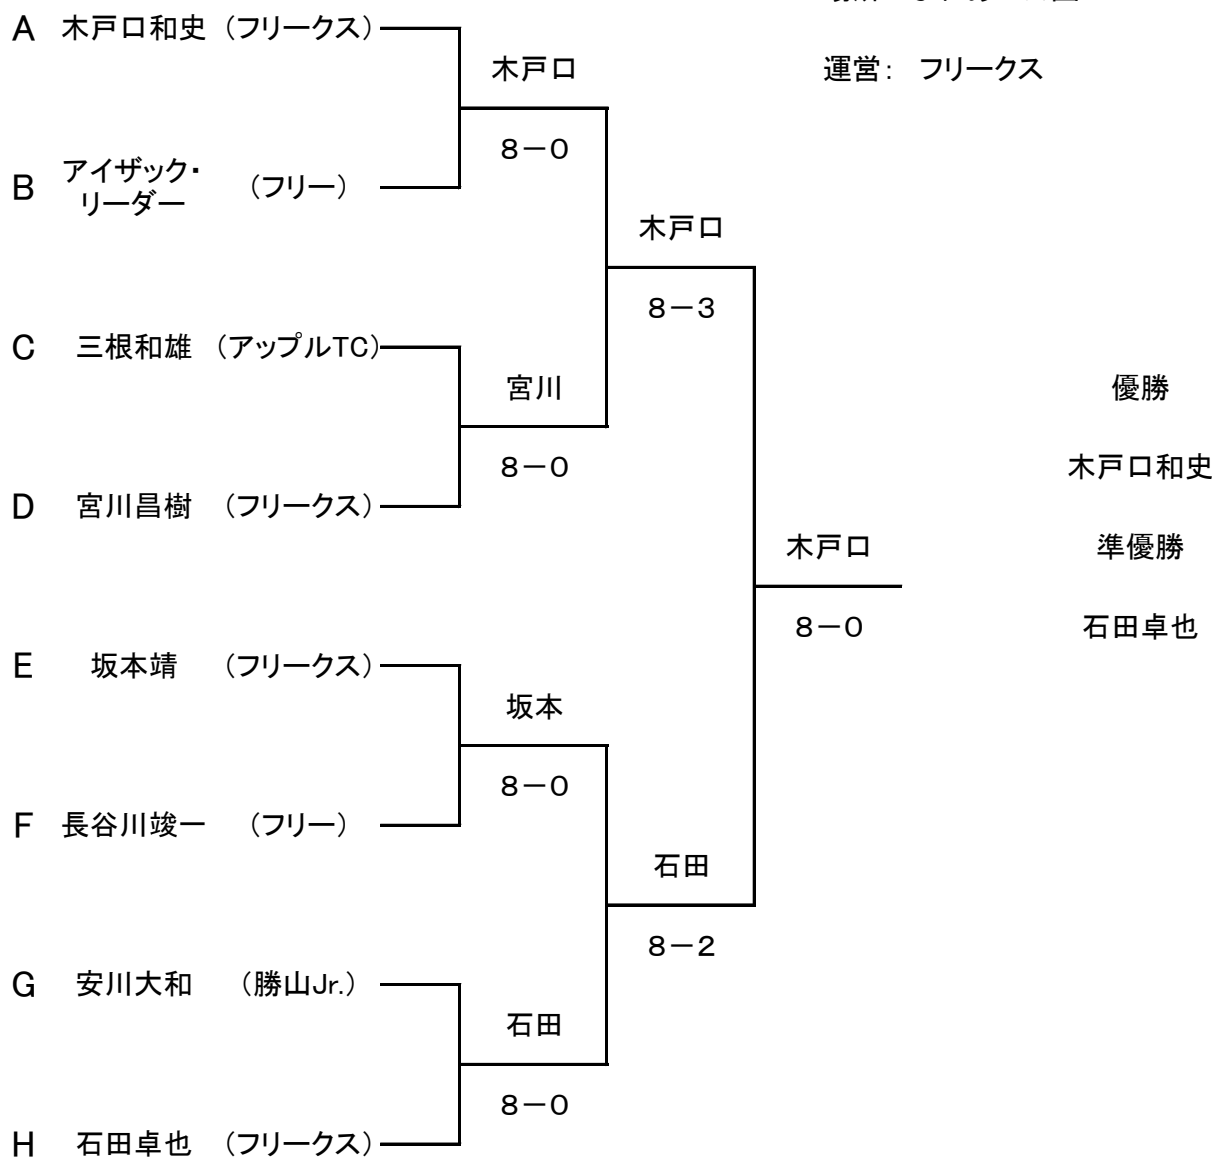 A 木戸口和史 (フリークス)
木戸口
運営: フリークス
8-0
B アイザック・
リーダー (フリー)
木戸口
8-3
C 三根和雄 (アップルTC)
宮川
優勝
8-0
木戸口和史
D 宮川昌樹 (フリークス)
木戸口
準優勝
8-0
石田卓也
E 坂本靖 (フリークス)
坂本
8-0
F 長谷川竣一 (フリー)
石田
8-2
G 安川大和 (勝山Jr.)
石田
8-0
H 石田卓也 (フリークス)